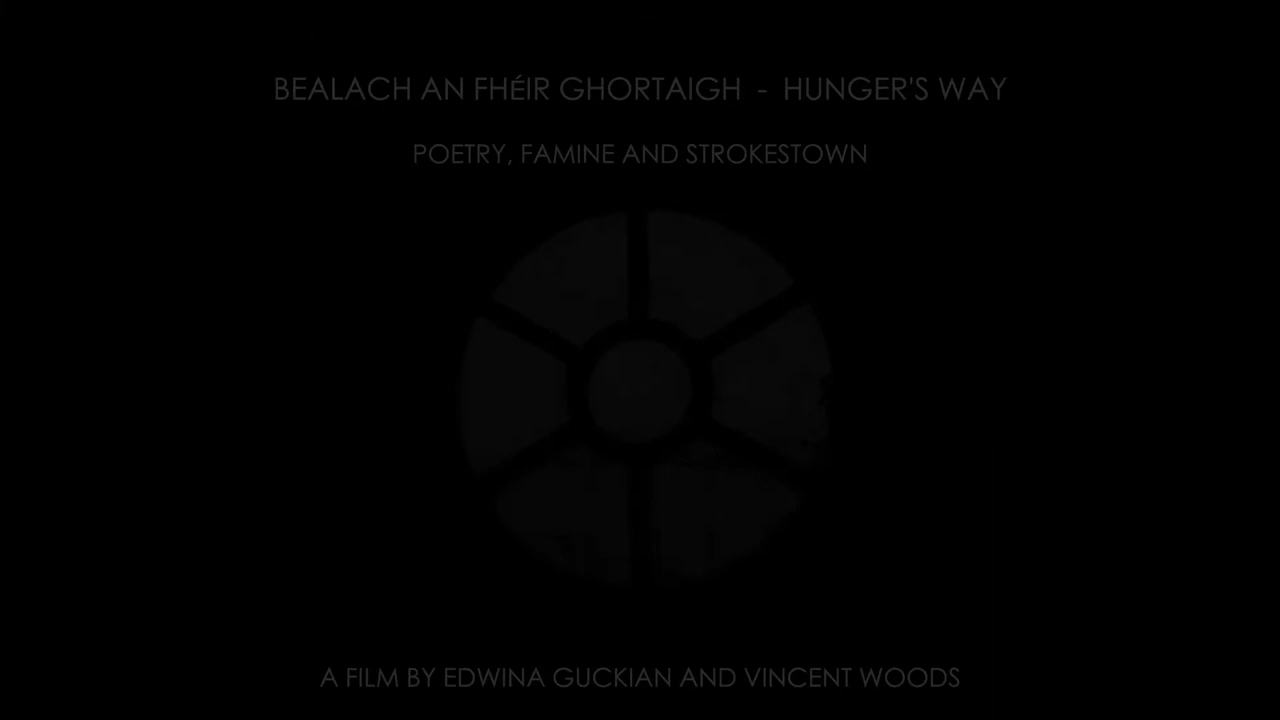 BEALACH AN FHÉIR GHORTAIGH - HUNGER'S WAY
POETRY, FAMINE AND STROKESTOWN
A FILM BY EDWINA GUCKIAN AND VINCENT WOODS